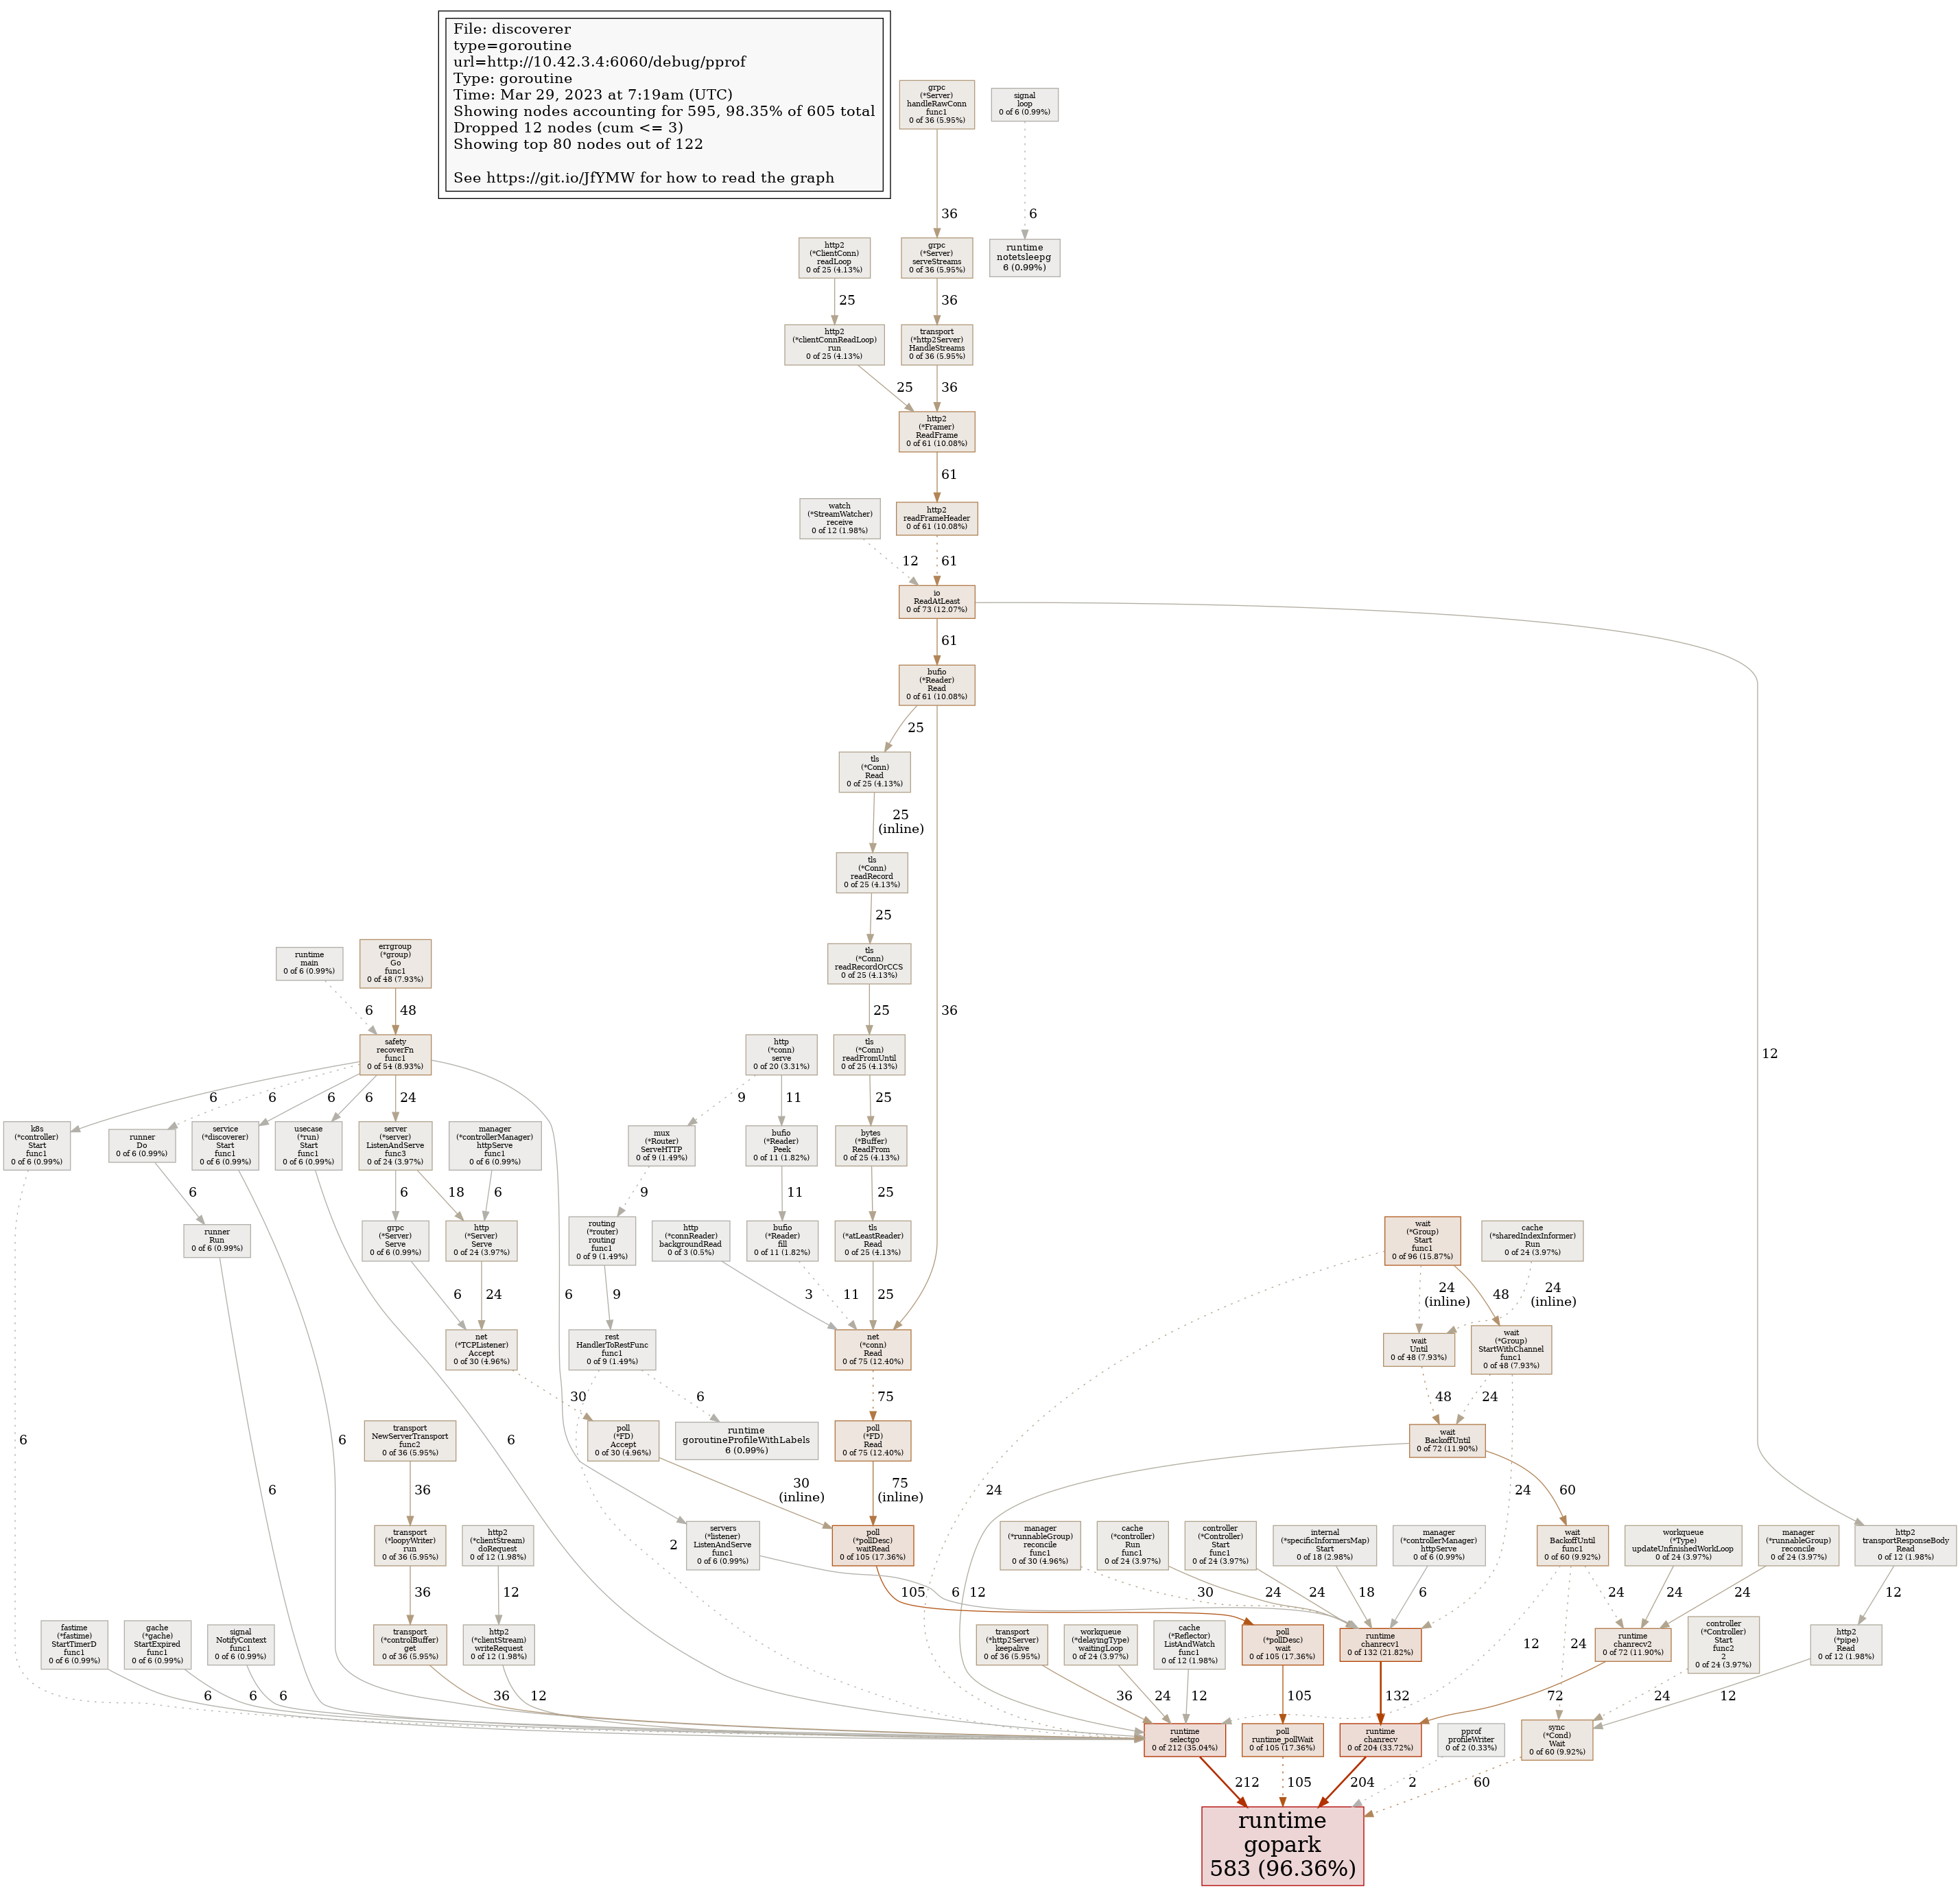 File: discoverer
type=goroutine
url=http://10.42.3.4:6060/debug/pprof
Type: goroutine
Time: Mar 29, 2023 at 7:19am (UTC)
Showing nodes accounting for 595, 98.35% of 605 total
Dropped 12 nodes (cum <= 3)
Showing top 80 nodes out of 122
See https://git.io/JfYMW for how to read the graph
grpc
(*Server)
handleRawConn
func1
0 of 36 (5.95%)
signal
loop
0 of 6 (0.99%)
36
6
http2
(*ClientConn)
readLoop
0 of 25 (4.13%)
grpc
(*Server)
serveStreams
0 of 36 (5.95%)
runtime
notetsleepg
6 (0.99%)
25
36
http2
(*clientConnReadLoop)
run
0 of 25 (4.13%)
transport
(*http2Server)
HandleStreams
0 of 36 (5.95%)
25
36
http2
(*Framer)
ReadFrame
0 of 61 (10.08%)
61
watch
(*StreamWatcher)
receive
0 of 12 (1.98%)
http2
readFrameHeader
0 of 61 (10.08%)
12
61
io
ReadAtLeast
0 of 73 (12.07%)
61
bufio
(*Reader)
Read
0 of 61 (10.08%)
25
tls
(*Conn)
Read
0 of 25 (4.13%)
25
(inline)
tls
(*Conn)
readRecord
0 of 25 (4.13%)
25
runtime
main
0 of 6 (0.99%)
errgroup
(*group)
Go
func1
0 of 48 (7.93%)
tls
(*Conn)
readRecordOrCCS
0 of 25 (4.13%)
6
48
25
36
safety
recoverFn
func1
0 of 54 (8.93%)
http
(*conn)
serve
0 of 20 (3.31%)
tls
(*Conn)
readFromUntil
0 of 25 (4.13%)
12
6
6
6
6
24
9
11
25
k8s
(*controller)
Start
func1
0 of 6 (0.99%)
runner
Do
0 of 6 (0.99%)
service
(*discoverer)
Start
func1
0 of 6 (0.99%)
usecase
(*run)
Start
func1
0 of 6 (0.99%)
server
(*server)
ListenAndServe
func3
0 of 24 (3.97%)
manager
(*controllerManager)
httpServe
func1
0 of 6 (0.99%)
mux
(*Router)
ServeHTTP
0 of 9 (1.49%)
bufio
(*Reader)
Peek
0 of 11 (1.82%)
bytes
(*Buffer)
ReadFrom
0 of 25 (4.13%)
6
6
18
6
9
11
25
runner
Run
0 of 6 (0.99%)
grpc
(*Server)
Serve
0 of 6 (0.99%)
http
(*Server)
Serve
0 of 24 (3.97%)
routing
(*router)
routing
func1
0 of 9 (1.49%)
http
(*connReader)
backgroundRead
0 of 3 (0.5%)
bufio
(*Reader)
fill
0 of 11 (1.82%)
tls
(*atLeastReader)
Read
0 of 25 (4.13%)
wait
(*Group)
Start
func1
0 of 96 (15.87%)
cache
(*sharedIndexInformer)
Run
0 of 24 (3.97%)
6
24
6
9
3
11
25
24
(inline)
48
24
(inline)
net
(*TCPListener)
Accept
0 of 30 (4.96%)
rest
HandlerToRestFunc
func1
0 of 9 (1.49%)
net
(*conn)
Read
0 of 75 (12.40%)
wait
Until
0 of 48 (7.93%)
wait
(*Group)
StartWithChannel
func1
0 of 48 (7.93%)
30
6
75
48
24
transport
NewServerTransport
func2
0 of 36 (5.95%)
poll
(*FD)
Accept
0 of 30 (4.96%)
runtime
goroutineProfileWithLabels
6 (0.99%)
poll
(*FD)
Read
0 of 75 (12.40%)
wait
BackoffUntil
0 of 72 (11.90%)
6
6
6
6
36
30
(inline)
75
(inline)
24
24
60
transport
(*loopyWriter)
run
0 of 36 (5.95%)
http2
(*clientStream)
doRequest
0 of 12 (1.98%)
servers
(*listener)
ListenAndServe
func1
0 of 6 (0.99%)
poll
(*pollDesc)
waitRead
0 of 105 (17.36%)
manager
(*runnableGroup)
reconcile
func1
0 of 30 (4.96%)
cache
(*controller)
Run
func1
0 of 24 (3.97%)
controller
(*Controller)
Start
func1
0 of 24 (3.97%)
internal
(*specificInformersMap)
Start
0 of 18 (2.98%)
manager
(*controllerManager)
httpServe
0 of 6 (0.99%)
wait
BackoffUntil
func1
0 of 60 (9.92%)
workqueue
(*Type)
updateUnfinishedWorkLoop
0 of 24 (3.97%)
manager
(*runnableGroup)
reconcile
0 of 24 (3.97%)
http2
transportResponseBody
Read
0 of 12 (1.98%)
36
12
2
105
6
12
30
24
24
18
6
12
24
24
24
24
12
fastime
(*fastime)
StartTimerD
func1
0 of 6 (0.99%)
gache
(*gache)
StartExpired
func1
0 of 6 (0.99%)
signal
NotifyContext
func1
0 of 6 (0.99%)
transport
(*controlBuffer)
get
0 of 36 (5.95%)
http2
(*clientStream)
writeRequest
0 of 12 (1.98%)
transport
(*http2Server)
keepalive
0 of 36 (5.95%)
workqueue
(*delayingType)
waitingLoop
0 of 24 (3.97%)
cache
(*Reflector)
ListAndWatch
func1
0 of 12 (1.98%)
poll
(*pollDesc)
wait
0 of 105 (17.36%)
runtime
chanrecv1
0 of 132 (21.82%)
runtime
chanrecv2
0 of 72 (11.90%)
controller
(*Controller)
Start
func2
2
0 of 24 (3.97%)
http2
(*pipe)
Read
0 of 12 (1.98%)
6
6
6
36
12
36
24
12
105
132
72
24
12
runtime
selectgo
0 of 212 (35.04%)
poll
runtime_pollWait
0 of 105 (17.36%)
runtime
chanrecv
0 of 204 (33.72%)
pprof
profileWriter
0 of 2 (0.33%)
sync
(*Cond)
Wait
0 of 60 (9.92%)
212
105
204
2
60
runtime
gopark
583 (96.36%)